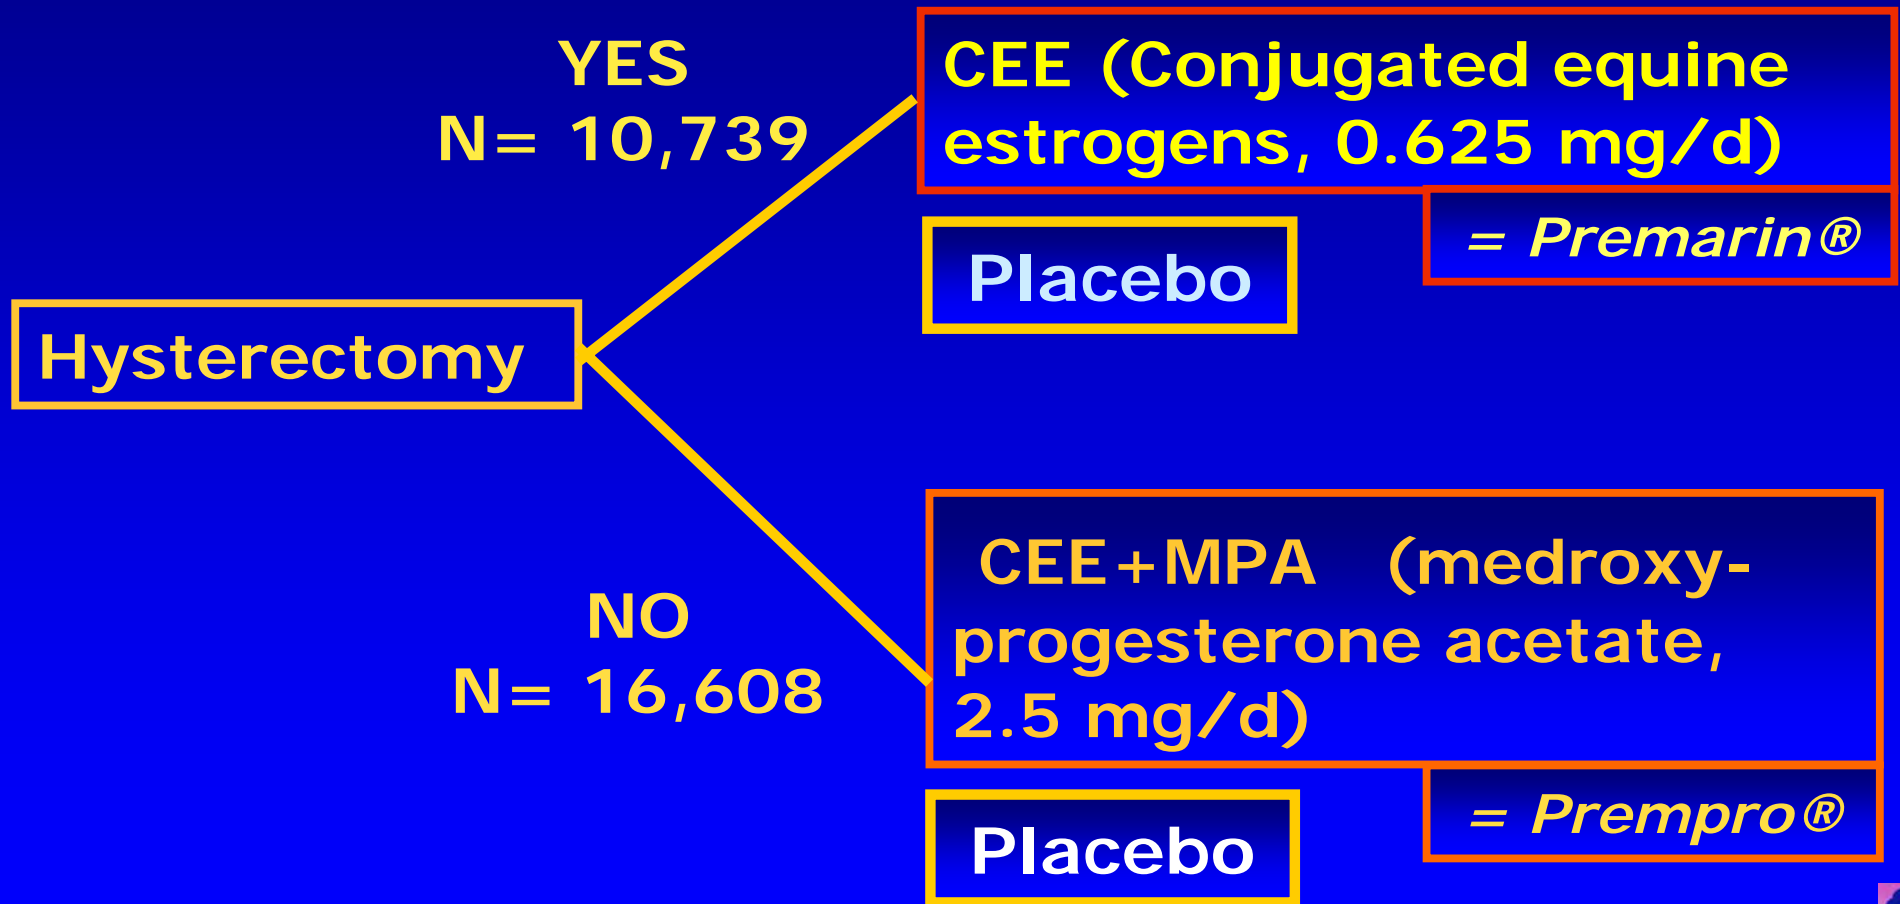 YES
N= 10,739
CEE (Conjugated equine
estrogens, 0.625 mg/d)
= Premarin®
Placebo
Hysterectomy
NO
N= 16,608
CEE+MPA (medroxy-
progesterone acetate,
2.5 mg/d)
= Prempro®
Placebo